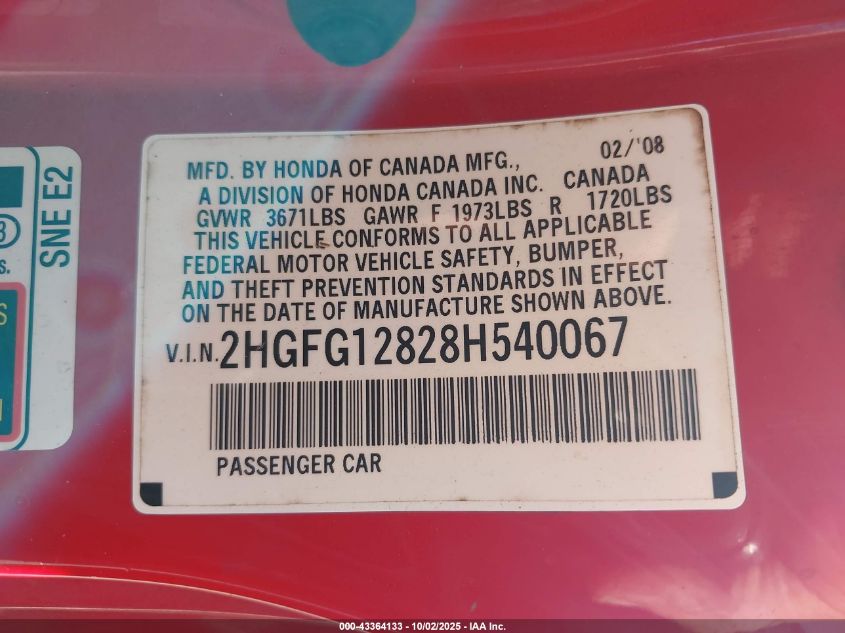 MFD. BY HONDA OF CANADA MFG., 02/'08
A DIVISION OF HONDA CANADA INC. CANADA
GVWR 3671LBS GAWR F 1973LBS R 1720LBS
THIS VEHICLE CONFORMS TO ALL APPLICABLE
FEDERAL MOTOR VEHICLE SAFETY, BUMPER,
AND THEFT PREVENTION STANDARDS IN EFFECT
ON THE DATE OF MANUFACTURE SHOWN ABOVE.
V.I.N. 2HGFG12828H540067
PASSENGER CAR
SNE E2
000-43364133 - 10/02/2025 - IAA Inc.